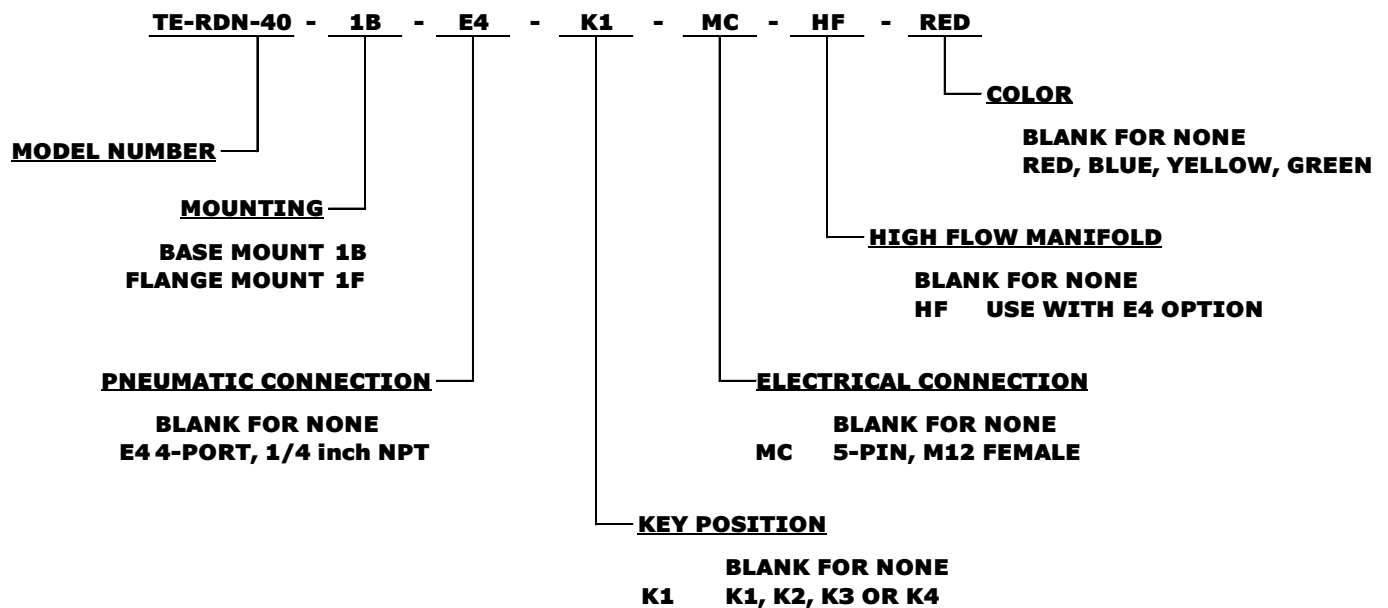 TE-RDN-40 - 1B - E4 - K1 - MC - HF - RED
COLOR
BLANK FOR NONE
RED, BLUE, YELLOW, GREEN
MODEL NUMBER
MOUNTING
BASE MOUNT 1B
FLANGE MOUNT 1F
HIGH FLOW MANIFOLD
BLANK FOR NONE
HF USE WITH E4 OPTION
PNEUMATIC CONNECTION
BLANK FOR NONE
E4 4-PORT, 1/4 inch NPT
ELECTRICAL CONNECTION
BLANK FOR NONE
MC 5-PIN, M12 FEMALE
KEY POSITION
BLANK FOR NONE
K1 K1, K2, K3 OR K4